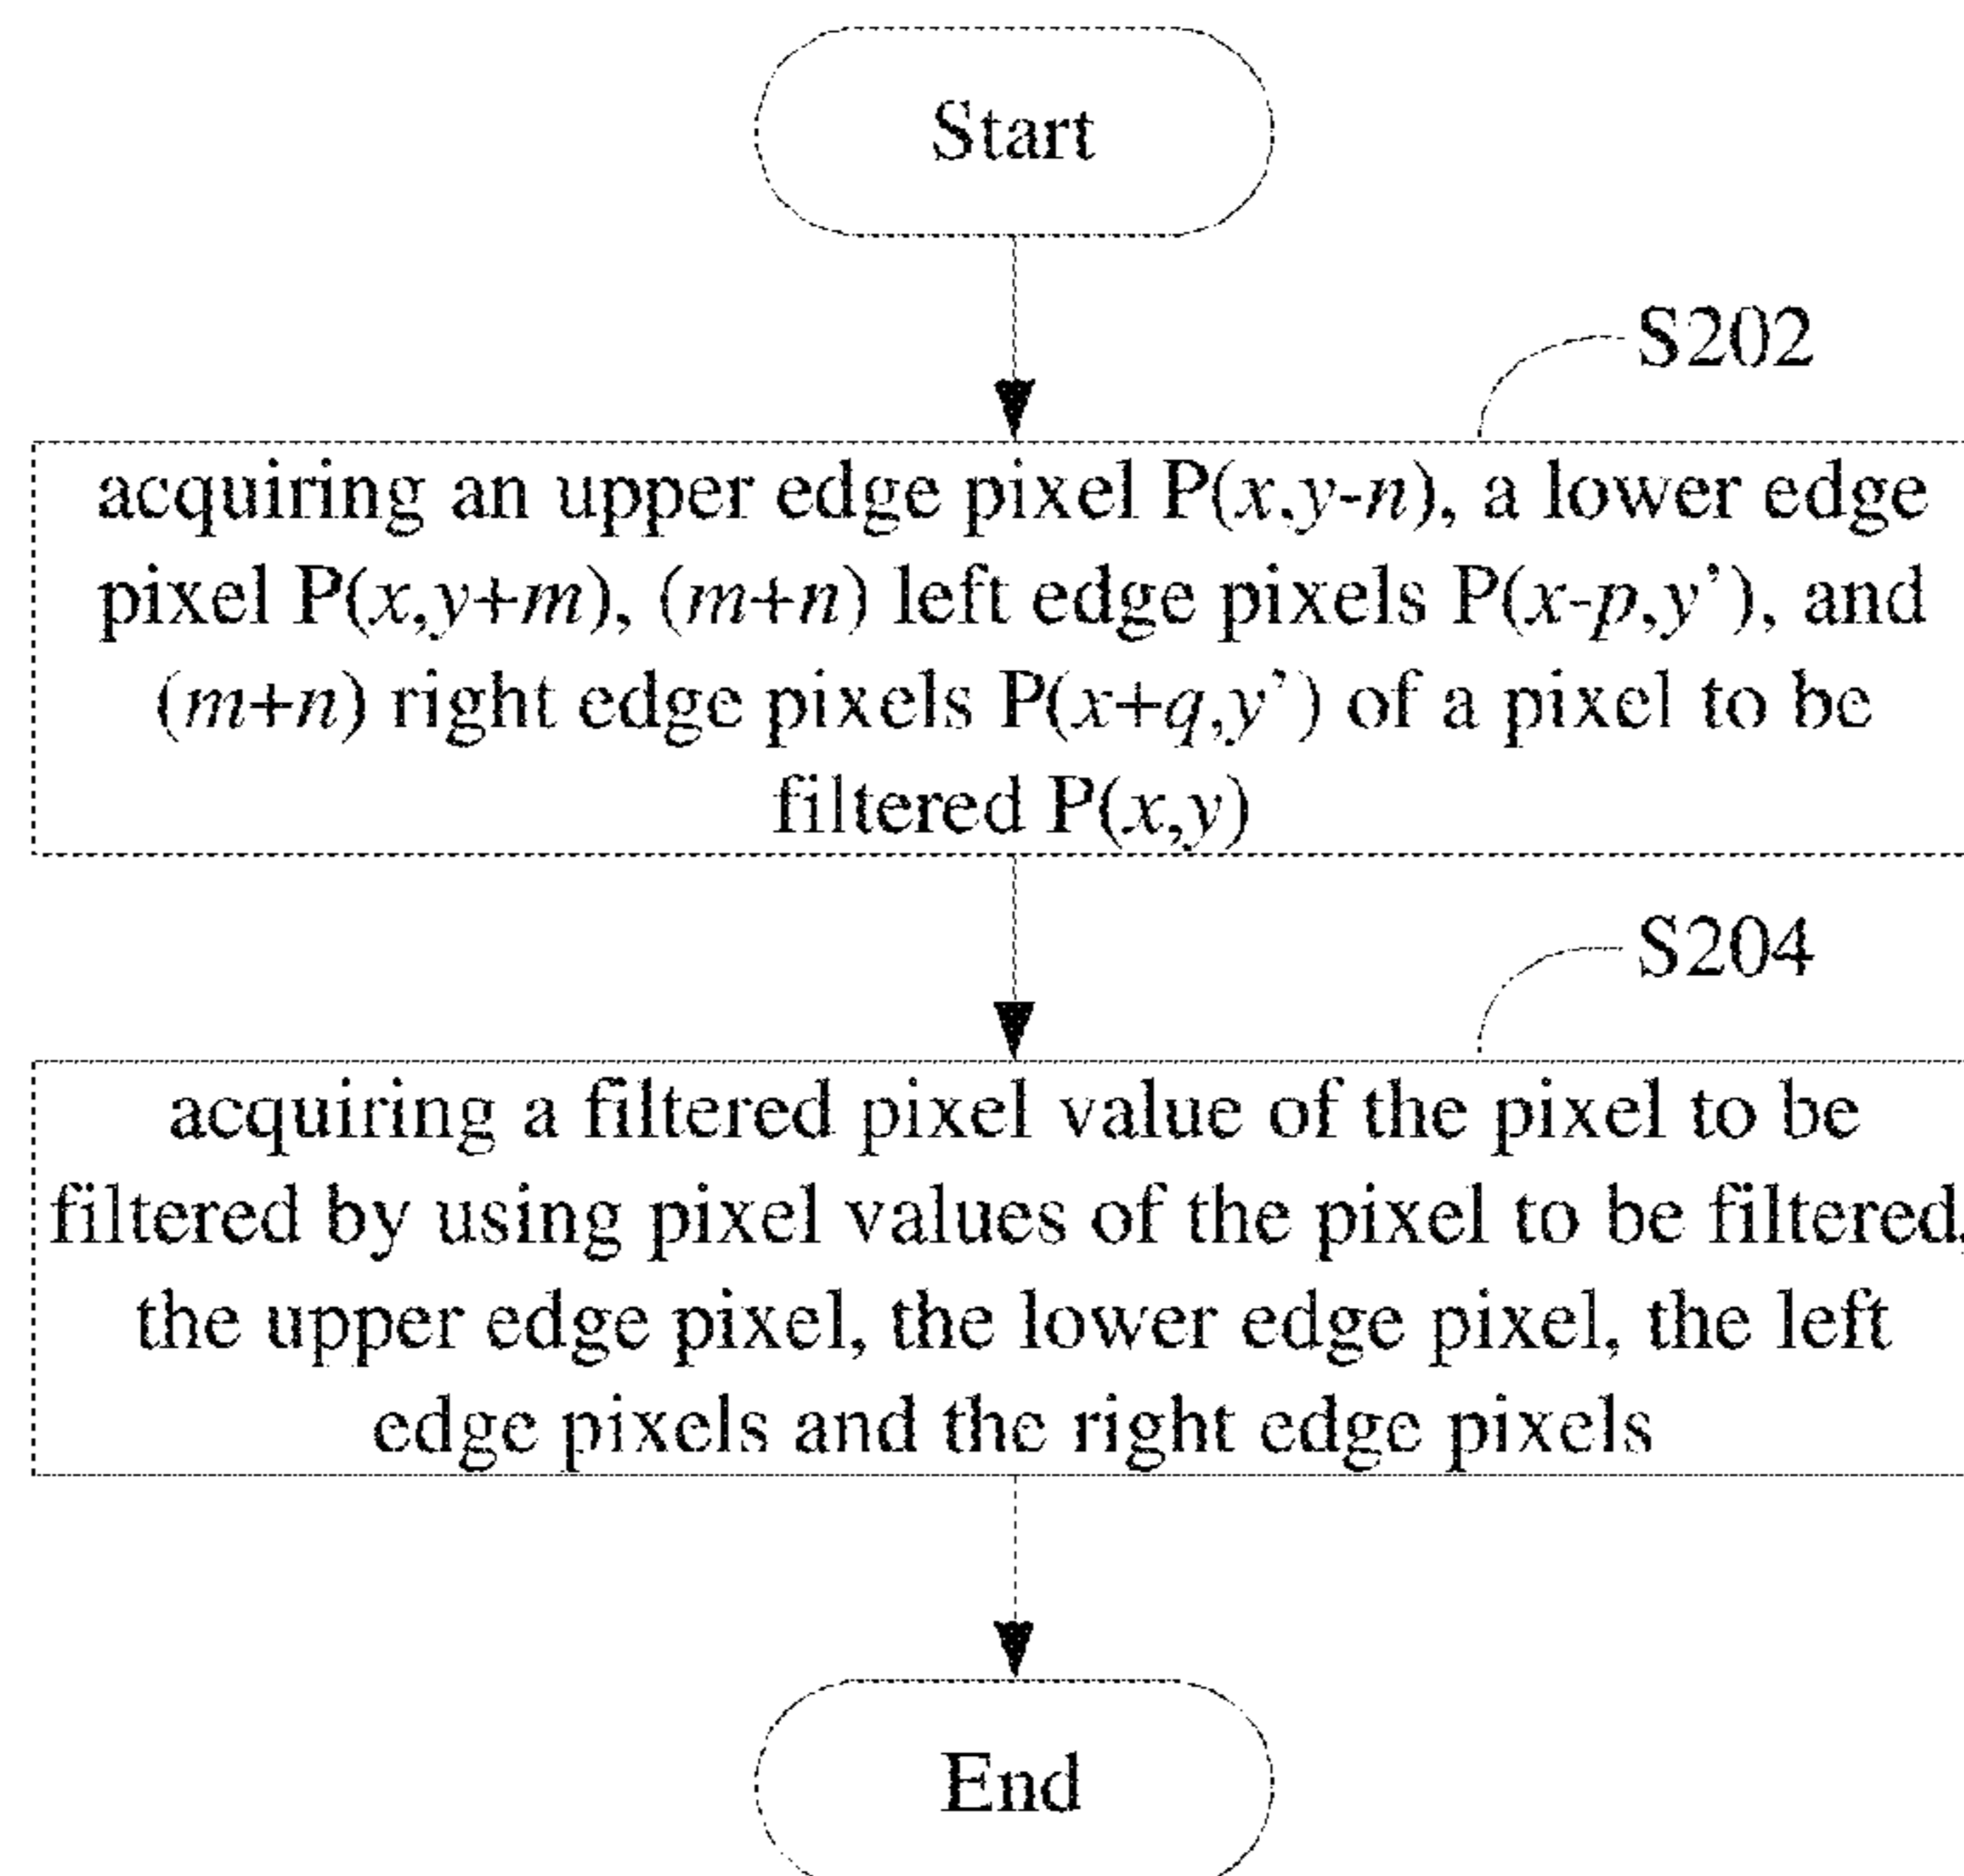 Start
S202
acquiring an upper edge pixel P(x,y-n), a lower edge
pixel P(x,y+m), (m+n) left edge pixels P(x-p,y’), and
(m+n) right edge pixels P(x+q,y’) of a pixel to be
filtered P(x,y)
S204
acquiring a filtered pixel value of the pixel to be
filtered by using pixel values of the pixel to be filtered,
the upper edge pixel, the lower edge pixel, the left
edge pixels and the right edge pixels
End